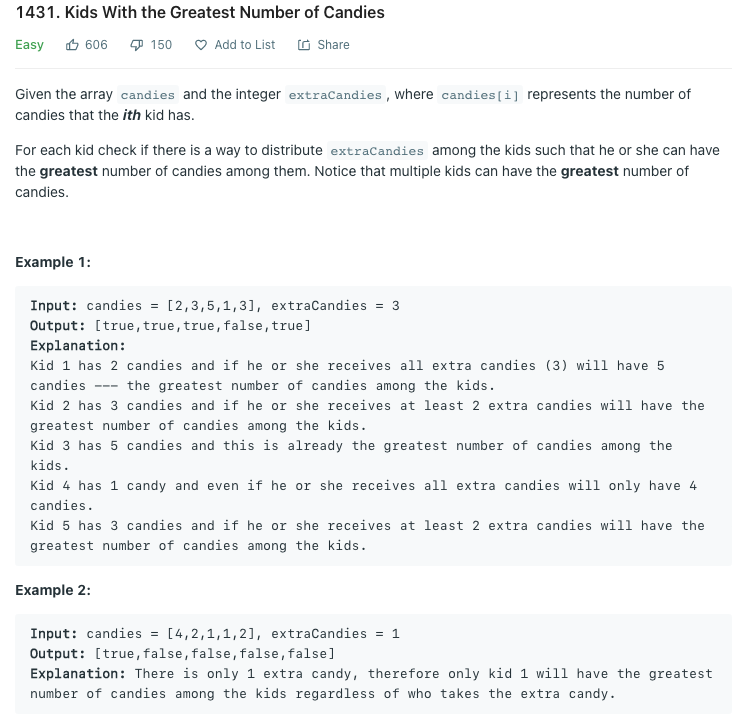 1431. Kids With the Greatest Number of Candies
Easy 606 150 Add to List Share
Given the array candies and the integer extraCandies , where candies[i] represents the number of
candies that the ith kid has.
For each kid check if there is a way to distribute extraCandies among the kids such that he or she can have
the greatest number of candies among them. Notice that multiple kids can have the greatest number of
candies.
Example 1:
Input: candies = [2,3,5,1,3], extraCandies = 3
Output: [true,true,true,false,true]
Explanation:
Kid 1 has 2 candies and if he or she receives all extra candies (3) will have 5
candies --- the greatest number of candies among the kids.
Kid 2 has 3 candies and if he or she receives at least 2 extra candies will have the
greatest number of candies among the kids.
Kid 3 has 5 candies and this is already the greatest number of candies among the
kids.
Kid 4 has 1 candy and even if he or she receives all extra candies will only have 4
candies.
Kid 5 has 3 candies and if he or she receives at least 2 extra candies will have the
greatest number of candies among the kids.
Example 2:
Input: candies = [4,2,1,1,2], extraCandies = 1
Output: [true,false,false,false,false]
Explanation: There is only 1 extra candy, therefore only kid 1 will have the greatest
number of candies among the kids regardless of who takes the extra candy.